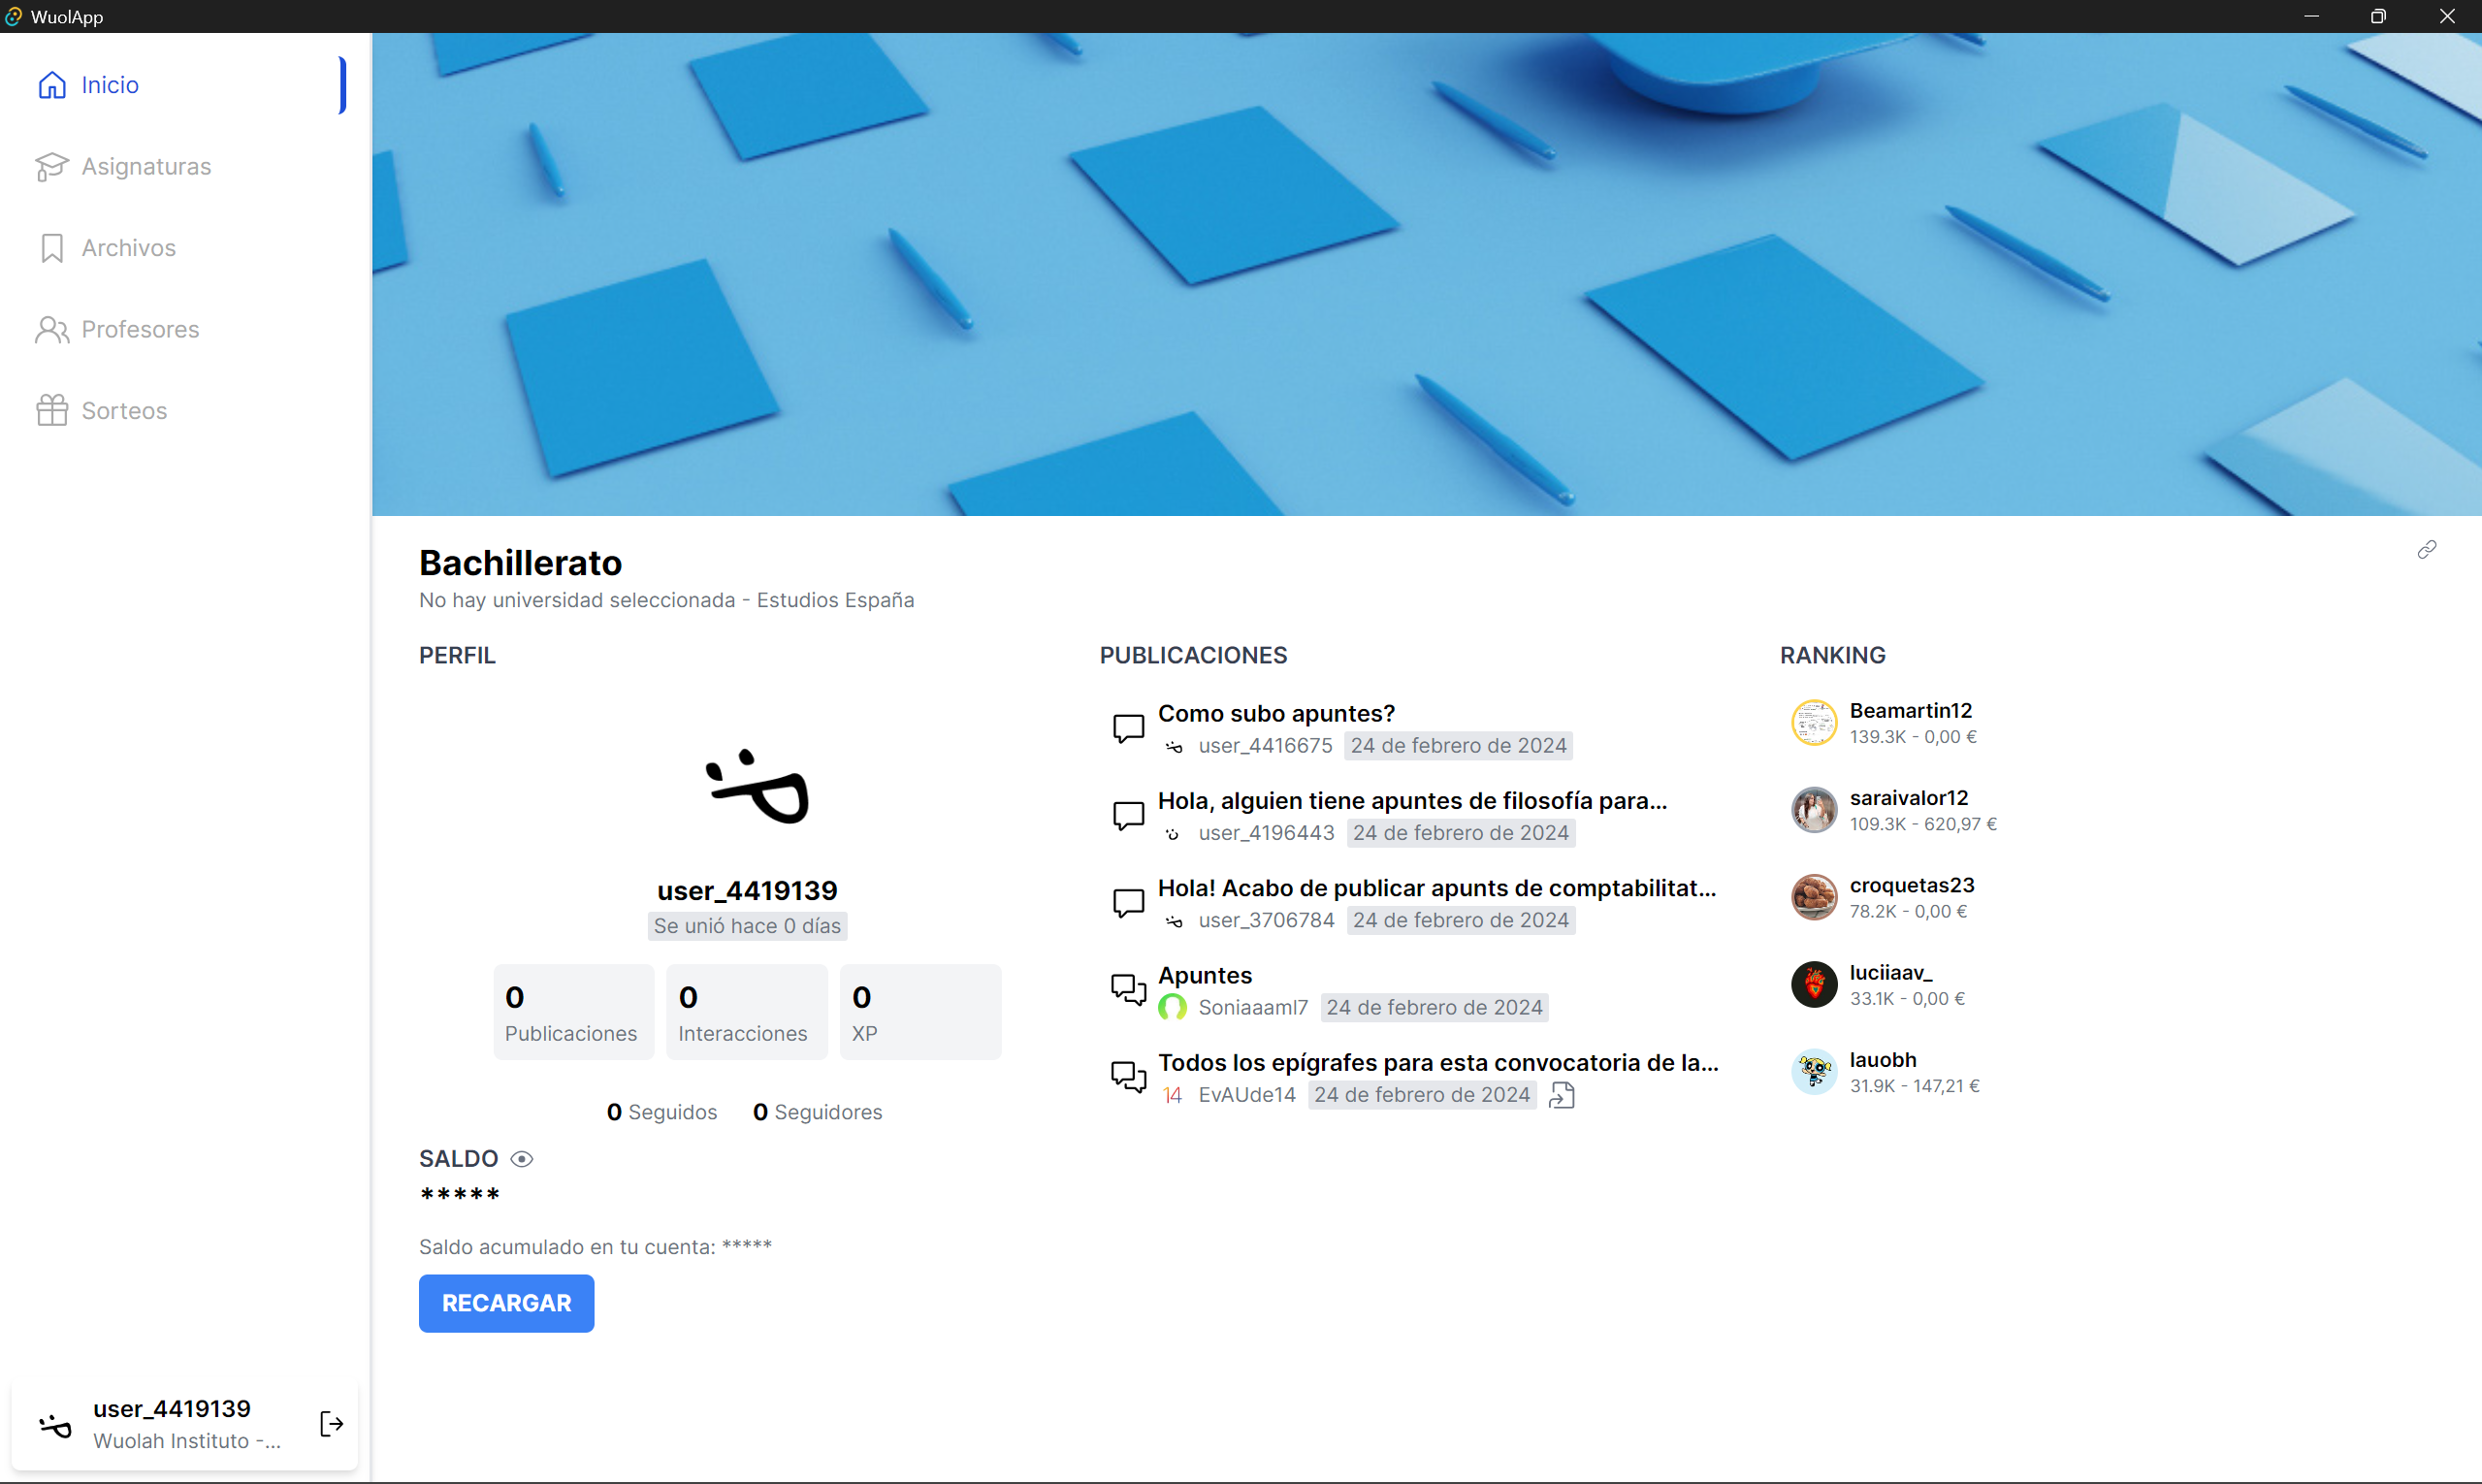 WuolApp
Inicio
Asignaturas
Archivos
Profesores
Sorteos
Bachillerato
No hay universidad seleccionada - Estudios España
PERFIL
user_4419139
Se unió hace 0 días
0
Publicaciones
0
Interacciones
0
XP
0 Seguidos
0 Seguidores
SALDO
*****
Saldo acumulado en tu cuenta: *****
RECARGAR
PUBLICACIONES
Como subo apuntes?
user_4416675 24 de febrero de 2024
Hola, alguien tiene apuntes de filosofía para...
user_4196443 24 de febrero de 2024
Hola! Acabo de publicar apunts de comptabilitat...
user_3706784 24 de febrero de 2024
Apuntes
Soniaaaml7 24 de febrero de 2024
Todos los epígrafes para esta convocatoria de la...
14 EvAUde14 24 de febrero de 2024
RANKING
Beamartin12
139.3K - 0,00 €
saraivalor12
109.3K - 620,97 €
croquetas23
78.2K - 0,00 €
luciiaav_
33.1K - 0,00 €
lauobh
31.9K - 147,21 €
user_4419139
Wuolah Instituto -...